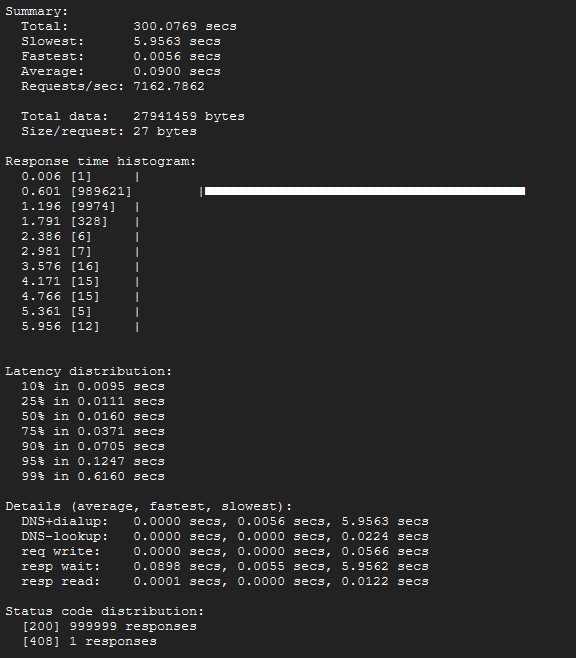 Summary:
  Total:        300.0769 secs
  Slowest:      5.9563 secs
  Fastest:      0.0056 secs
  Average:      0.0900 secs
  Requests/sec: 7162.7862
  Total data:   27941459 bytes
  Size/request: 27 bytes
Response time histogram:
  0.006 [1]     |
  0.601 [989621]        |■■■■■■■■■■■■■■■■■■■■■■■■■■■■■■■■■■■■■■■■
  1.196 [9974]  |
  1.791 [328]   |
  2.386 [6]     |
  2.981 [7]     |
  3.576 [16]    |
  4.171 [15]    |
  4.766 [15]    |
  5.361 [5]     |
  5.956 [12]    |
Latency distribution:
  10% in 0.0095 secs
  25% in 0.0111 secs
  50% in 0.0160 secs
  75% in 0.0371 secs
  90% in 0.0705 secs
  95% in 0.1247 secs
  99% in 0.6160 secs
Details (average, fastest, slowest):
  DNS+dialup:   0.0000 secs, 0.0056 secs, 5.9563 secs
  DNS-lookup:   0.0000 secs, 0.0000 secs, 0.0224 secs
  req write:    0.0000 secs, 0.0000 secs, 0.0566 secs
  resp wait:    0.0898 secs, 0.0055 secs, 5.9562 secs
  resp read:    0.0001 secs, 0.0000 secs, 0.0122 secs
Status code distribution:
  [200] 999999 responses
  [408] 1 responses